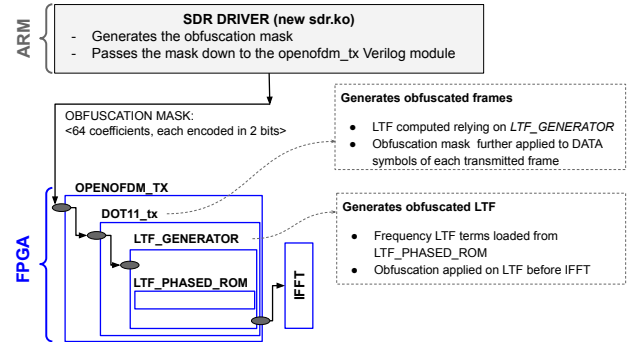 ARM
SDR DRIVER (new sdr.ko)
- Generates the obfuscation mask
- Passes the mask down to the openofdm_tx Verilog module
OBFUSCATION MASK:
<64 coefficients, each encoded in 2 bits>
Generates obfuscated frames
● LTF computed relying on LTF_GENERATOR
● Obfuscation mask further applied to DATA
symbols of each transmitted frame
FPGA
OPENOFDM_TX
DOT11_tx
LTF_GENERATOR
LTF_PHASED_ROM
IFFT
Generates obfuscated LTF
● Frequency LTF terms loaded from
LTF_PHASED_ROM
● Obfuscation applied on LTF before IFFT